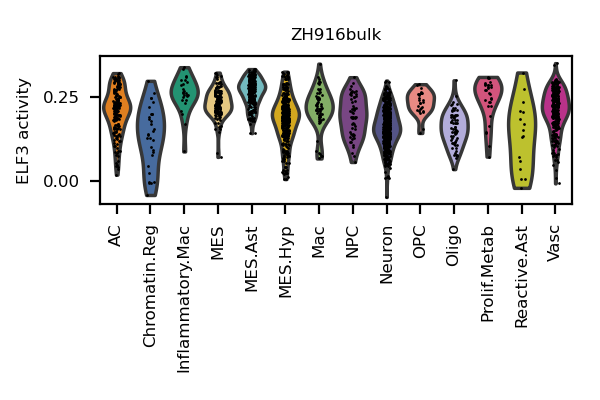 ZH916bulk
ELF3 activity
0.25
0.00
AC
Chromatin.Reg
Inflammatory.Mac
MES
MES.Ast
MES.Hyp
Mac
NPC
Neuron
OPC
Oligo
Prolif.Metab
Reactive.Ast
Vasc